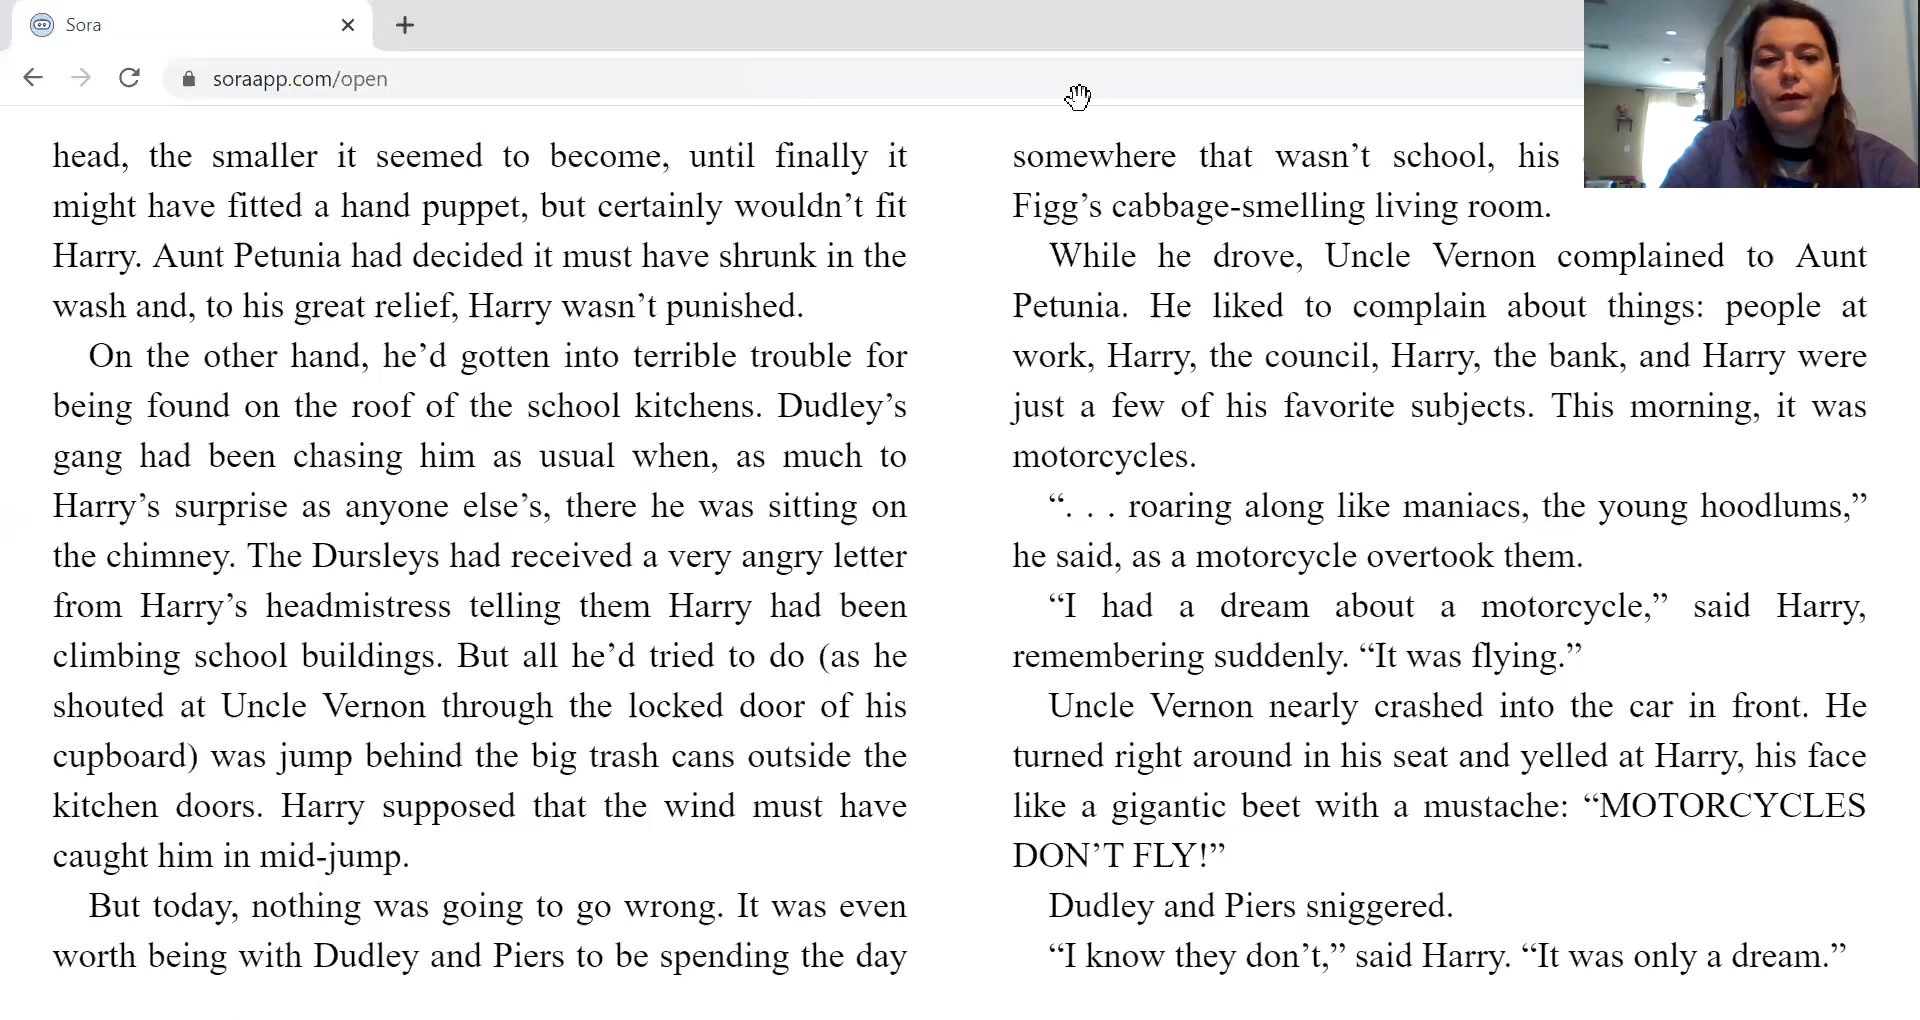 Sora
soraapp.com/open
head, the smaller it seemed to become, until finally it
might have fitted a hand puppet, but certainly wouldn’t fit
Harry. Aunt Petunia had decided it must have shrunk in the
wash and, to his great relief, Harry wasn’t punished.
On the other hand, he’d gotten into terrible trouble for
being found on the roof of the school kitchens. Dudley’s
gang had been chasing him as usual when, as much to
Harry’s surprise as anyone else’s, there he was sitting on
the chimney. The Dursleys had received a very angry letter
from Harry’s headmistress telling them Harry had been
climbing school buildings. But all he’d tried to do (as he
shouted at Uncle Vernon through the locked door of his
cupboard) was jump behind the big trash cans outside the
kitchen doors. Harry supposed that the wind must have
caught him in mid-jump.
But today, nothing was going to go wrong. It was even
worth being with Dudley and Piers to be spending the day
somewhere that wasn’t school, his
Figg’s cabbage-smelling living room.
While he drove, Uncle Vernon complained to Aunt
Petunia. He liked to complain about things: people at
work, Harry, the council, Harry, the bank, and Harry were
just a few of his favorite subjects. This morning, it was
motorcycles.
“. . . roaring along like maniacs, the young hoodlums,”
he said, as a motorcycle overtook them.
“I had a dream about a motorcycle,” said Harry,
remembering suddenly. “It was flying.”
Uncle Vernon nearly crashed into the car in front. He
turned right around in his seat and yelled at Harry, his face
like a gigantic beet with a mustache: “MOTORCYCLES
DON’T FLY!”
Dudley and Piers sniggered.
“I know they don’t,” said Harry. “It was only a dream.”